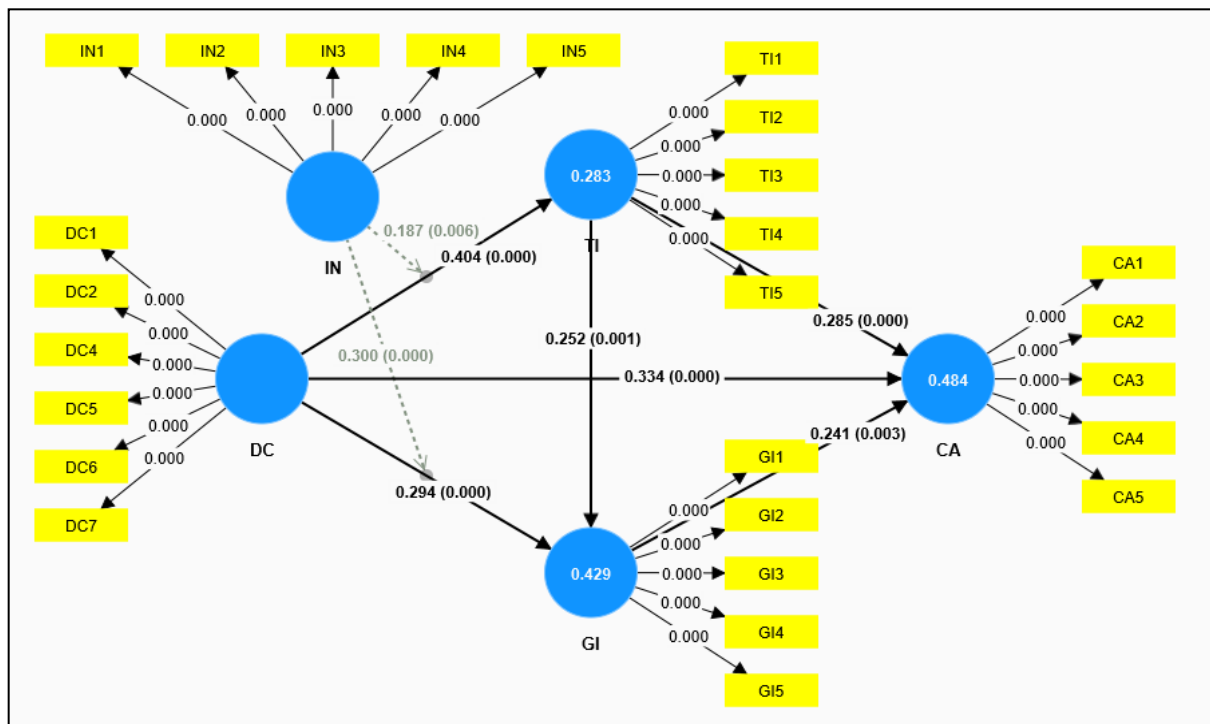 IN1
IN2
IN3
IN4
IN5
0.000
0.000
0.000
0.000
0.000
IN
TI1
TI2
TI3
TI4
TI5
0.000
0.000
0.000
0.000
0.000
0.283
TI
0.187 (0.006)
0.404 (0.000)
0.300 (0.000)
0.252 (0.001)
0.285 (0.000)
0.334 (0.000)
0.294 (0.000)
0.241 (0.003)
DC1
DC2
DC4
DC5
DC6
DC7
0.000
0.000
0.000
0.000
0.000
0.000
DC
CA1
CA2
CA3
CA4
CA5
0.000
0.000
0.000
0.000
0.000
0.484
CA
GI1
GI2
GI3
GI4
GI5
0.000
0.000
0.000
0.000
0.000
0.429
GI